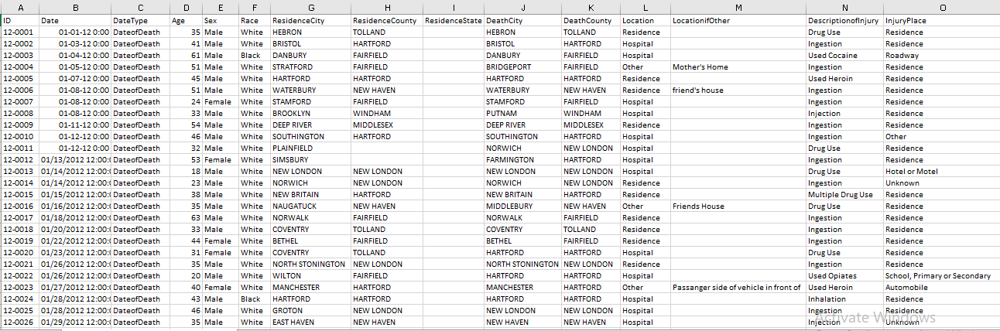 A B C D E F G H I J K L M N O
ID Date DateType Age Sex Race ResidenceCity ResidenceCounty ResidenceState DeathCity DeathCounty Location LocationifOther DescriptionofInjury InjuryPlace
12-0001 01-01-12 0:00 DateofDeath 35 Male White HEBRON TOLLAND HEBRON TOLLAND Residence Drug Use Residence
12-0002 01-03-12 0:00 DateofDeath 41 Male White BRISTOL HARTFORD BRISTOL HARTFORD Hospital Ingestion Residence
12-0003 01-04-12 0:00 DateofDeath 61 Male Black DANBURY FAIRFIELD DANBURY FAIRFIELD Hospital Used Cocaine Roadway
12-0004 01-05-12 0:00 DateofDeath 51 Male White STRATFORD FAIRFIELD BRIDGEPORT FAIRFIELD Other Mother's Home Ingestion Residence
12-0005 01-07-12 0:00 DateofDeath 45 Male White HARTFORD HARTFORD HARTFORD HARTFORD Residence Used Heroin Residence
12-0006 01-08-12 0:00 DateofDeath 51 Male White WATERBURY NEW HAVEN WATERBURY NEW HAVEN Residence friend's house Ingestion Residence
12-0007 01-08-12 0:00 DateofDeath 24 Female White STAMFORD FAIRFIELD STAMFORD FAIRFIELD Hospital Ingestion Residence
12-0008 01-08-12 0:00 DateofDeath 33 Male White BROOKLYN WINDHAM PUTNAM WINDHAM Hospital Injection Residence
12-0009 01-11-12 0:00 DateofDeath 54 Male White DEEP RIVER MIDDLESEX DEEP RIVER MIDDLESEX Residence Ingestion Residence
12-0010 01-12-12 0:00 DateofDeath 46 Male White SOUTHINGTON HARTFORD SOUTHINGTON HARTFORD Hospital Ingestion Other
12-0011 01-12-12 0:00 DateofDeath 32 Male White PLAINFIELD NORWICH NEW LONDON Hospital Drug Use Residence
12-0012 01/13/2012 12:00: DateofDeath 53 Female White SIMSBURY FARMINGTON HARTFORD Hospital Ingestion Residence
12-0013 01/14/2012 12:00: DateofDeath 18 Male White NEW LONDON NEW LONDON NEW LONDON NEW LONDON Hospital Drug Use Hotel or Motel
12-0014 01/14/2012 12:00: DateofDeath 23 Male White NORWICH NEW LONDON NORWICH NEW LONDON Residence Ingestion Unknown
12-0015 01/15/2012 12:00: DateofDeath 38 Male White NEW BRITAIN HARTFORD NEW BRITAIN HARTFORD Residence Multiple Drug Use Residence
12-0016 01/16/2012 12:00: DateofDeath 35 Male White NAUGATUCK NEW HAVEN MIDDLEBURY NEW HAVEN Other Friends House Drug Use Residence
12-0017 01/18/2012 12:00: DateofDeath 63 Male White NORWALK FAIRFIELD NORWALK FAIRFIELD Residence Ingestion Residence
12-0018 01/20/2012 12:00: DateofDeath 33 Male White COVENTRY TOLLAND COVENTRY TOLLAND Residence Ingestion Residence
12-0019 01/22/2012 12:00: DateofDeath 44 Female White BETHEL FAIRFIELD BETHEL FAIRFIELD Residence Ingestion Residence
12-0020 01/23/2012 12:00: DateofDeath 31 Female White COVENTRY TOLLAND HARTFORD HARTFORD Hospital Drug Use Residence
12-0021 01/26/2012 12:00: DateofDeath 35 Male White NORTH STONINGTON NEW LONDON NORTH STONINGTON NEW LONDON Residence Ingestion Residence
12-0022 01/26/2012 12:00: DateofDeath 20 Male White WILTON FAIRFIELD HARTFORD HARTFORD Hospital Used Opiates School, Primary or Secondary
12-0023 01/27/2012 12:00: DateofDeath 40 Female White MANCHESTER HARTFORD MANCHESTER HARTFORD Other Passanger side of vehicle in front of Used Heroin Automobile
12-0024 01/28/2012 12:00: DateofDeath 43 Male Black HARTFORD HARTFORD HARTFORD HARTFORD Hospital Inhalation Residence
12-0025 01/28/2012 12:00: DateofDeath 46 Male White GROTON NEW LONDON NEW LONDON NEW LONDON Hospital Ingestion Residence
12-0026 01/29/2012 12:00: DateofDeath 35 Male White EAST HAVEN NEW HAVEN NEW HAVEN NEW HAVEN Hospital Injection Unknown
Activate Windows